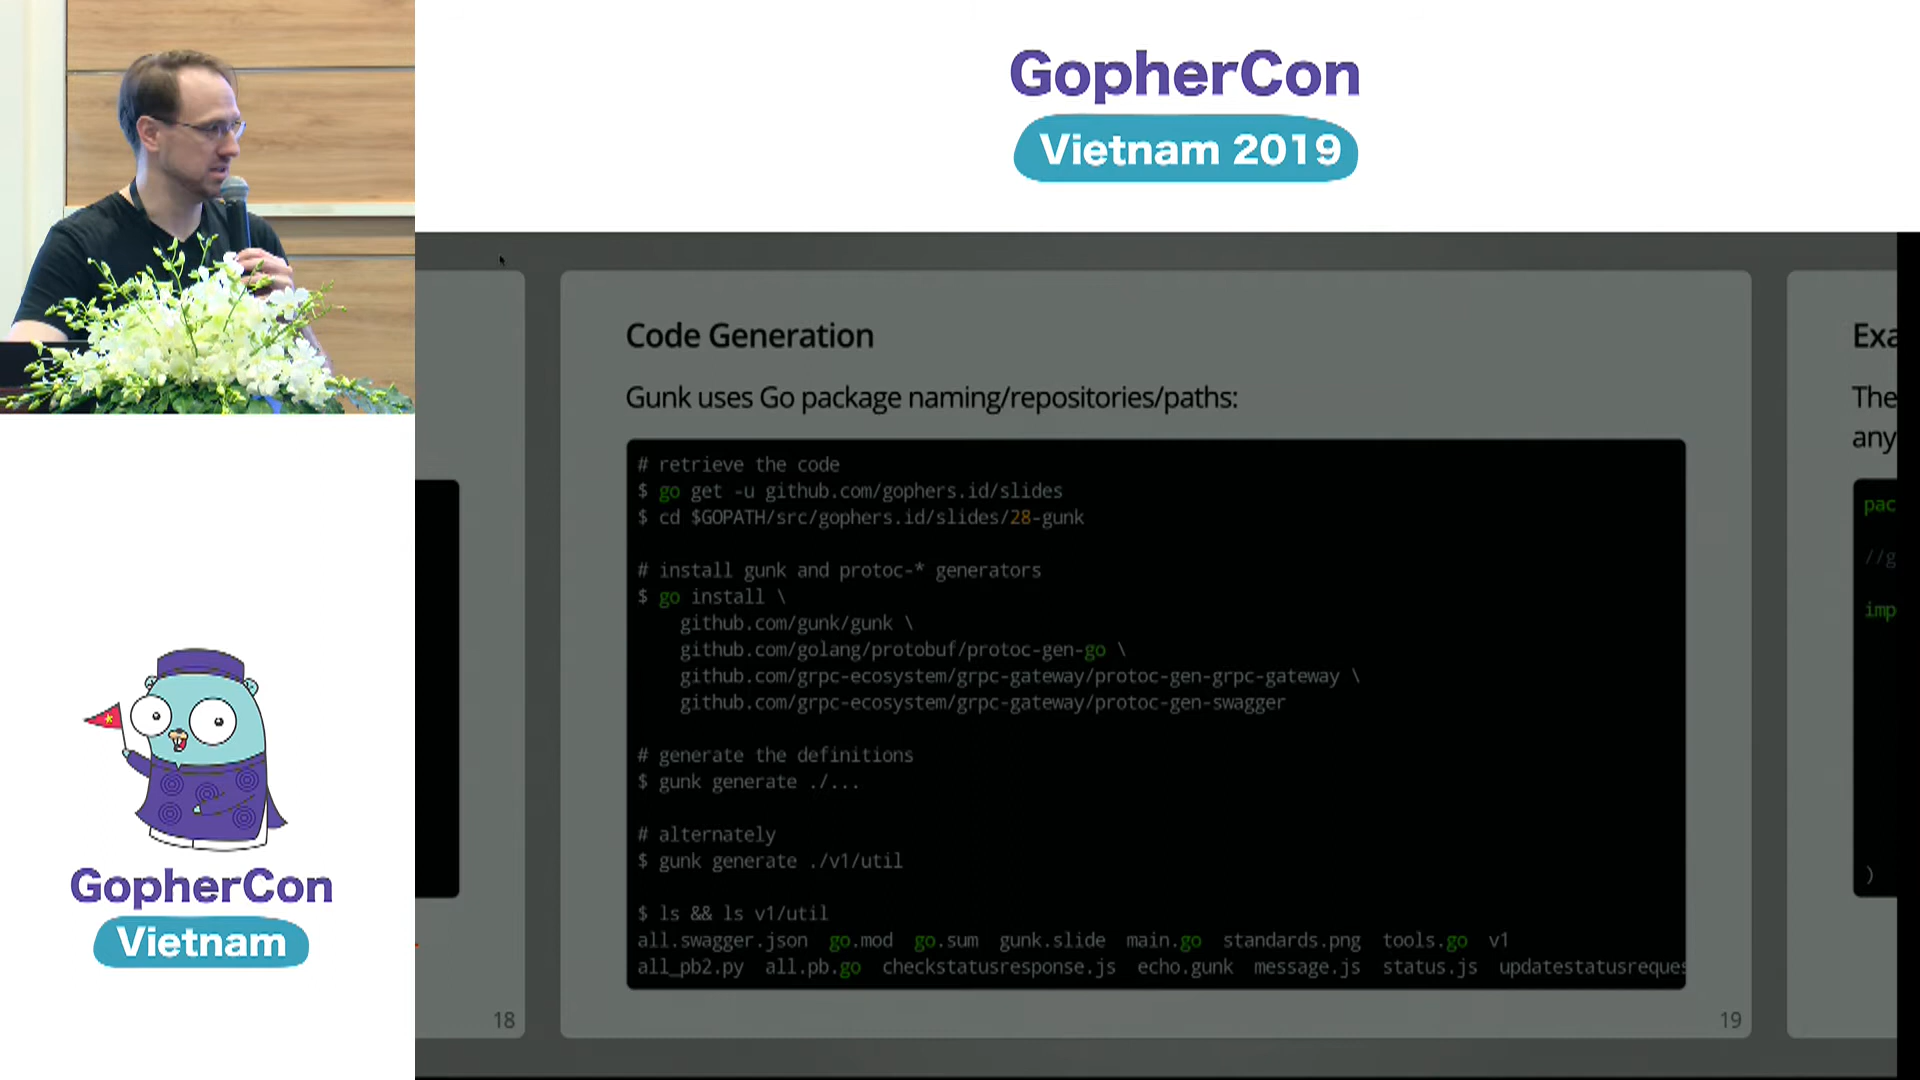 GopherCon
Vietnam 2019
Code Generation
Gunk uses Go package naming/repositories/paths:
# retrieve the code
$ go get -u github.com/gophers.id/slides
$ cd $GOPATH/src/gophers.id/slides/28-gunk
# install gunk and protoc-* generators
$ go install \
github.com/gunk/gunk \
github.com/golang/protobuf/protoc-gen-go \
github.com/grpc-ecosystem/grpc-gateway/protoc-gen-grpc-gateway \
github.com/grpc-ecosystem/grpc-gateway/protoc-gen-swagger
# generate the definitions
$ gunk generate ./...
# alternately
$ gunk generate ./v1/util
$ ls && ls v1/util
all.swagger.json go.mod go.sum gunk.slide main.go standards.png tools.go v1
all_pb2.py all.pb.go checkstatusresponse.js echo.gunk message.js status.js updatestatusreques
18
19
Exa
The
any
pac
//g
imp
)
GopherCon
Vietnam